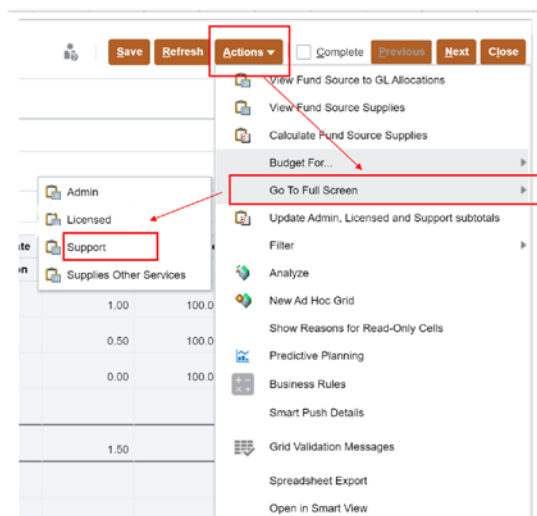 Save Refresh Actions Complete Previous Next Close
View Fund Source to GL Allocations
View Fund Source Supplies
Calculate Fund Source Supplies
Budget For...
Go To Full Screen
Update Admin, Licensed and Support subtotals
Filter
Analyze
New Ad Hoc Grid
Show Reasons for Read-Only Cells
Predictive Planning
Business Rules
Smart Push Details
Grid Validation Messages
Spreadsheet Export
Open in Smart View
Admin
Licensed
Support
Supplies Other Services
1.00 100.0
0.50 100.0
0.00 100.0
1.50